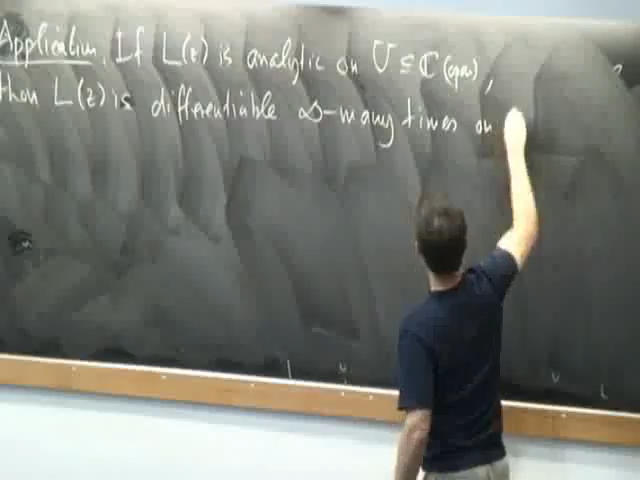 Application. If L(z) is analytic on U ⊆ ℂ (open),
then L(z) is differentiable ∞-many times on